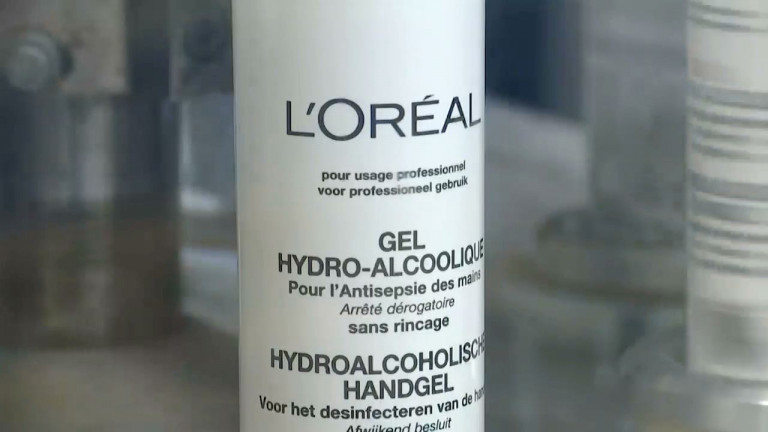 L'ORÉAL
pour usage professionnel
voor professioneel gebruik
GEL
HYDRO-ALCOOLIQUE
Pour l'Antisepsie des mains
Arrêté dérogatoire
sans rincage
HYDROALCOHOLISCHE
HANDGEL
Voor het desinfecteren van de
Afwijkend besluit